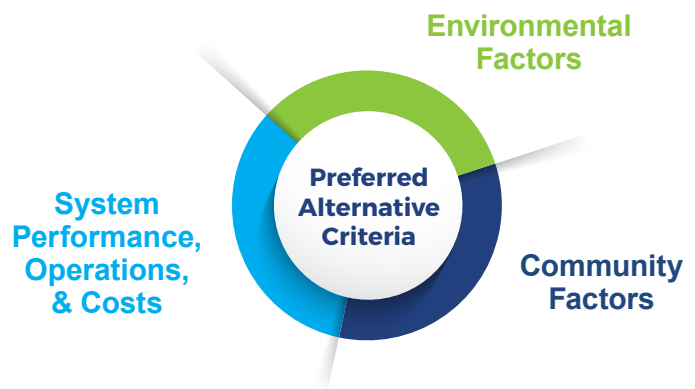 Environmental
Factors
Preferred
Alternative
Criteria
System
Performance,
Operations,
& Costs
Community
Factors